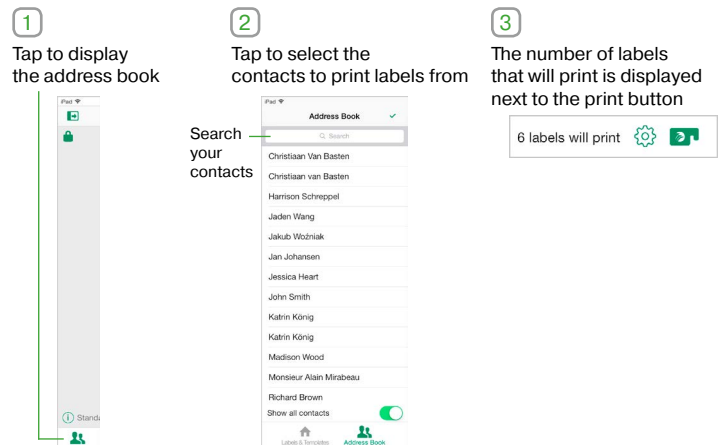 1
Tap to display
the address book
iPad
Standa
2
Tap to select the
contacts to print labels from
Search
your
contacts
iPad
Address Book
Search
Christiaan Van Basten
Christiaan van Basten
Harrison Schreppel
Jaden Wang
Jakub Woźniak
Jan Johansen
Jessica Heart
John Smith
Katrin König
Katrin König
Madison Wood
Monsieur Alain Mirabeau
Richard Brown
Show all contacts
Labels & Templates
Address Book
3
The number of labels
that will print is displayed
next to the print button
6 labels will print